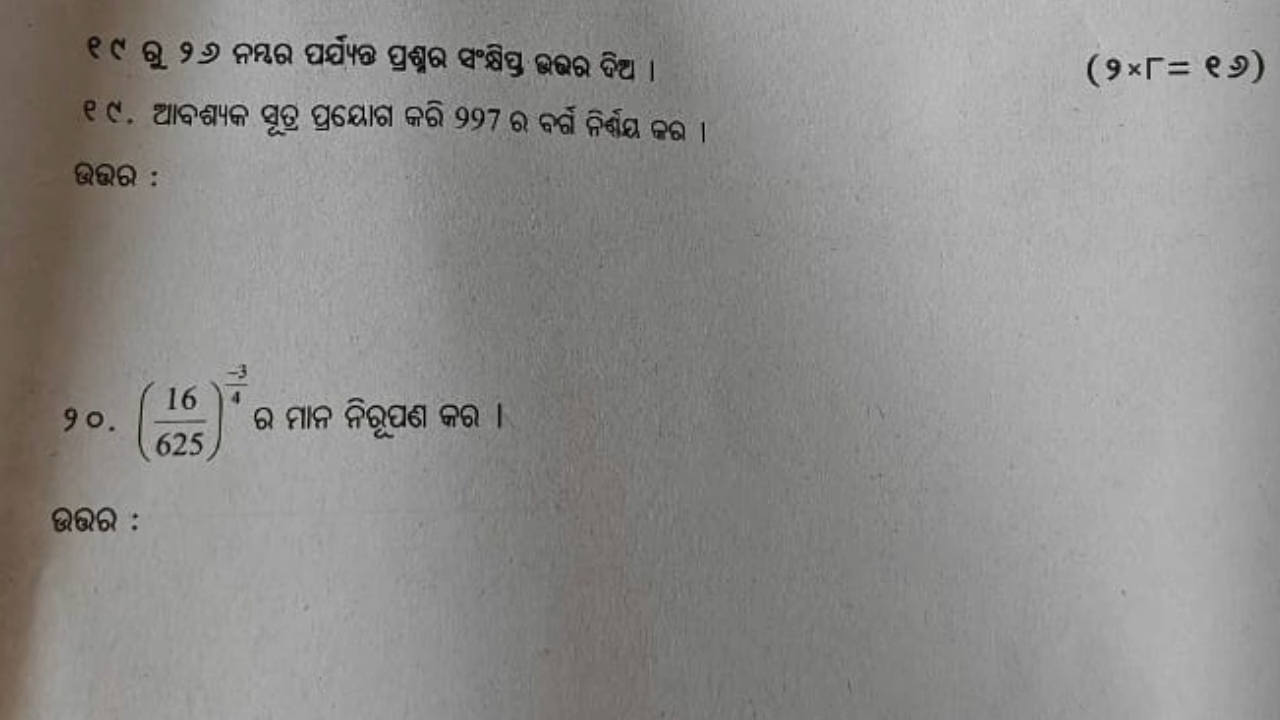 ୧୯ ରୁ ୨୬ ନମ୍ବର ପର୍ଯ୍ୟନ୍ତ ପ୍ରଶ୍ନର ସଂକ୍ଷିପ୍ତ ଉତ୍ତର ଦିଅ । (୨×୮= ୧୬)
୧୯. ଆବଶ୍ୟକ ସୂତ୍ର ପ୍ରୟୋଗ କରି 997 ର ବର୍ଗ ନିର୍ଣ୍ଣୟ କର ।
ଉତ୍ତର :
୨୦. (16/625)^(-3/4) ର ମାନ ନିରୂପଣ କର ।
ଉତ୍ତର :